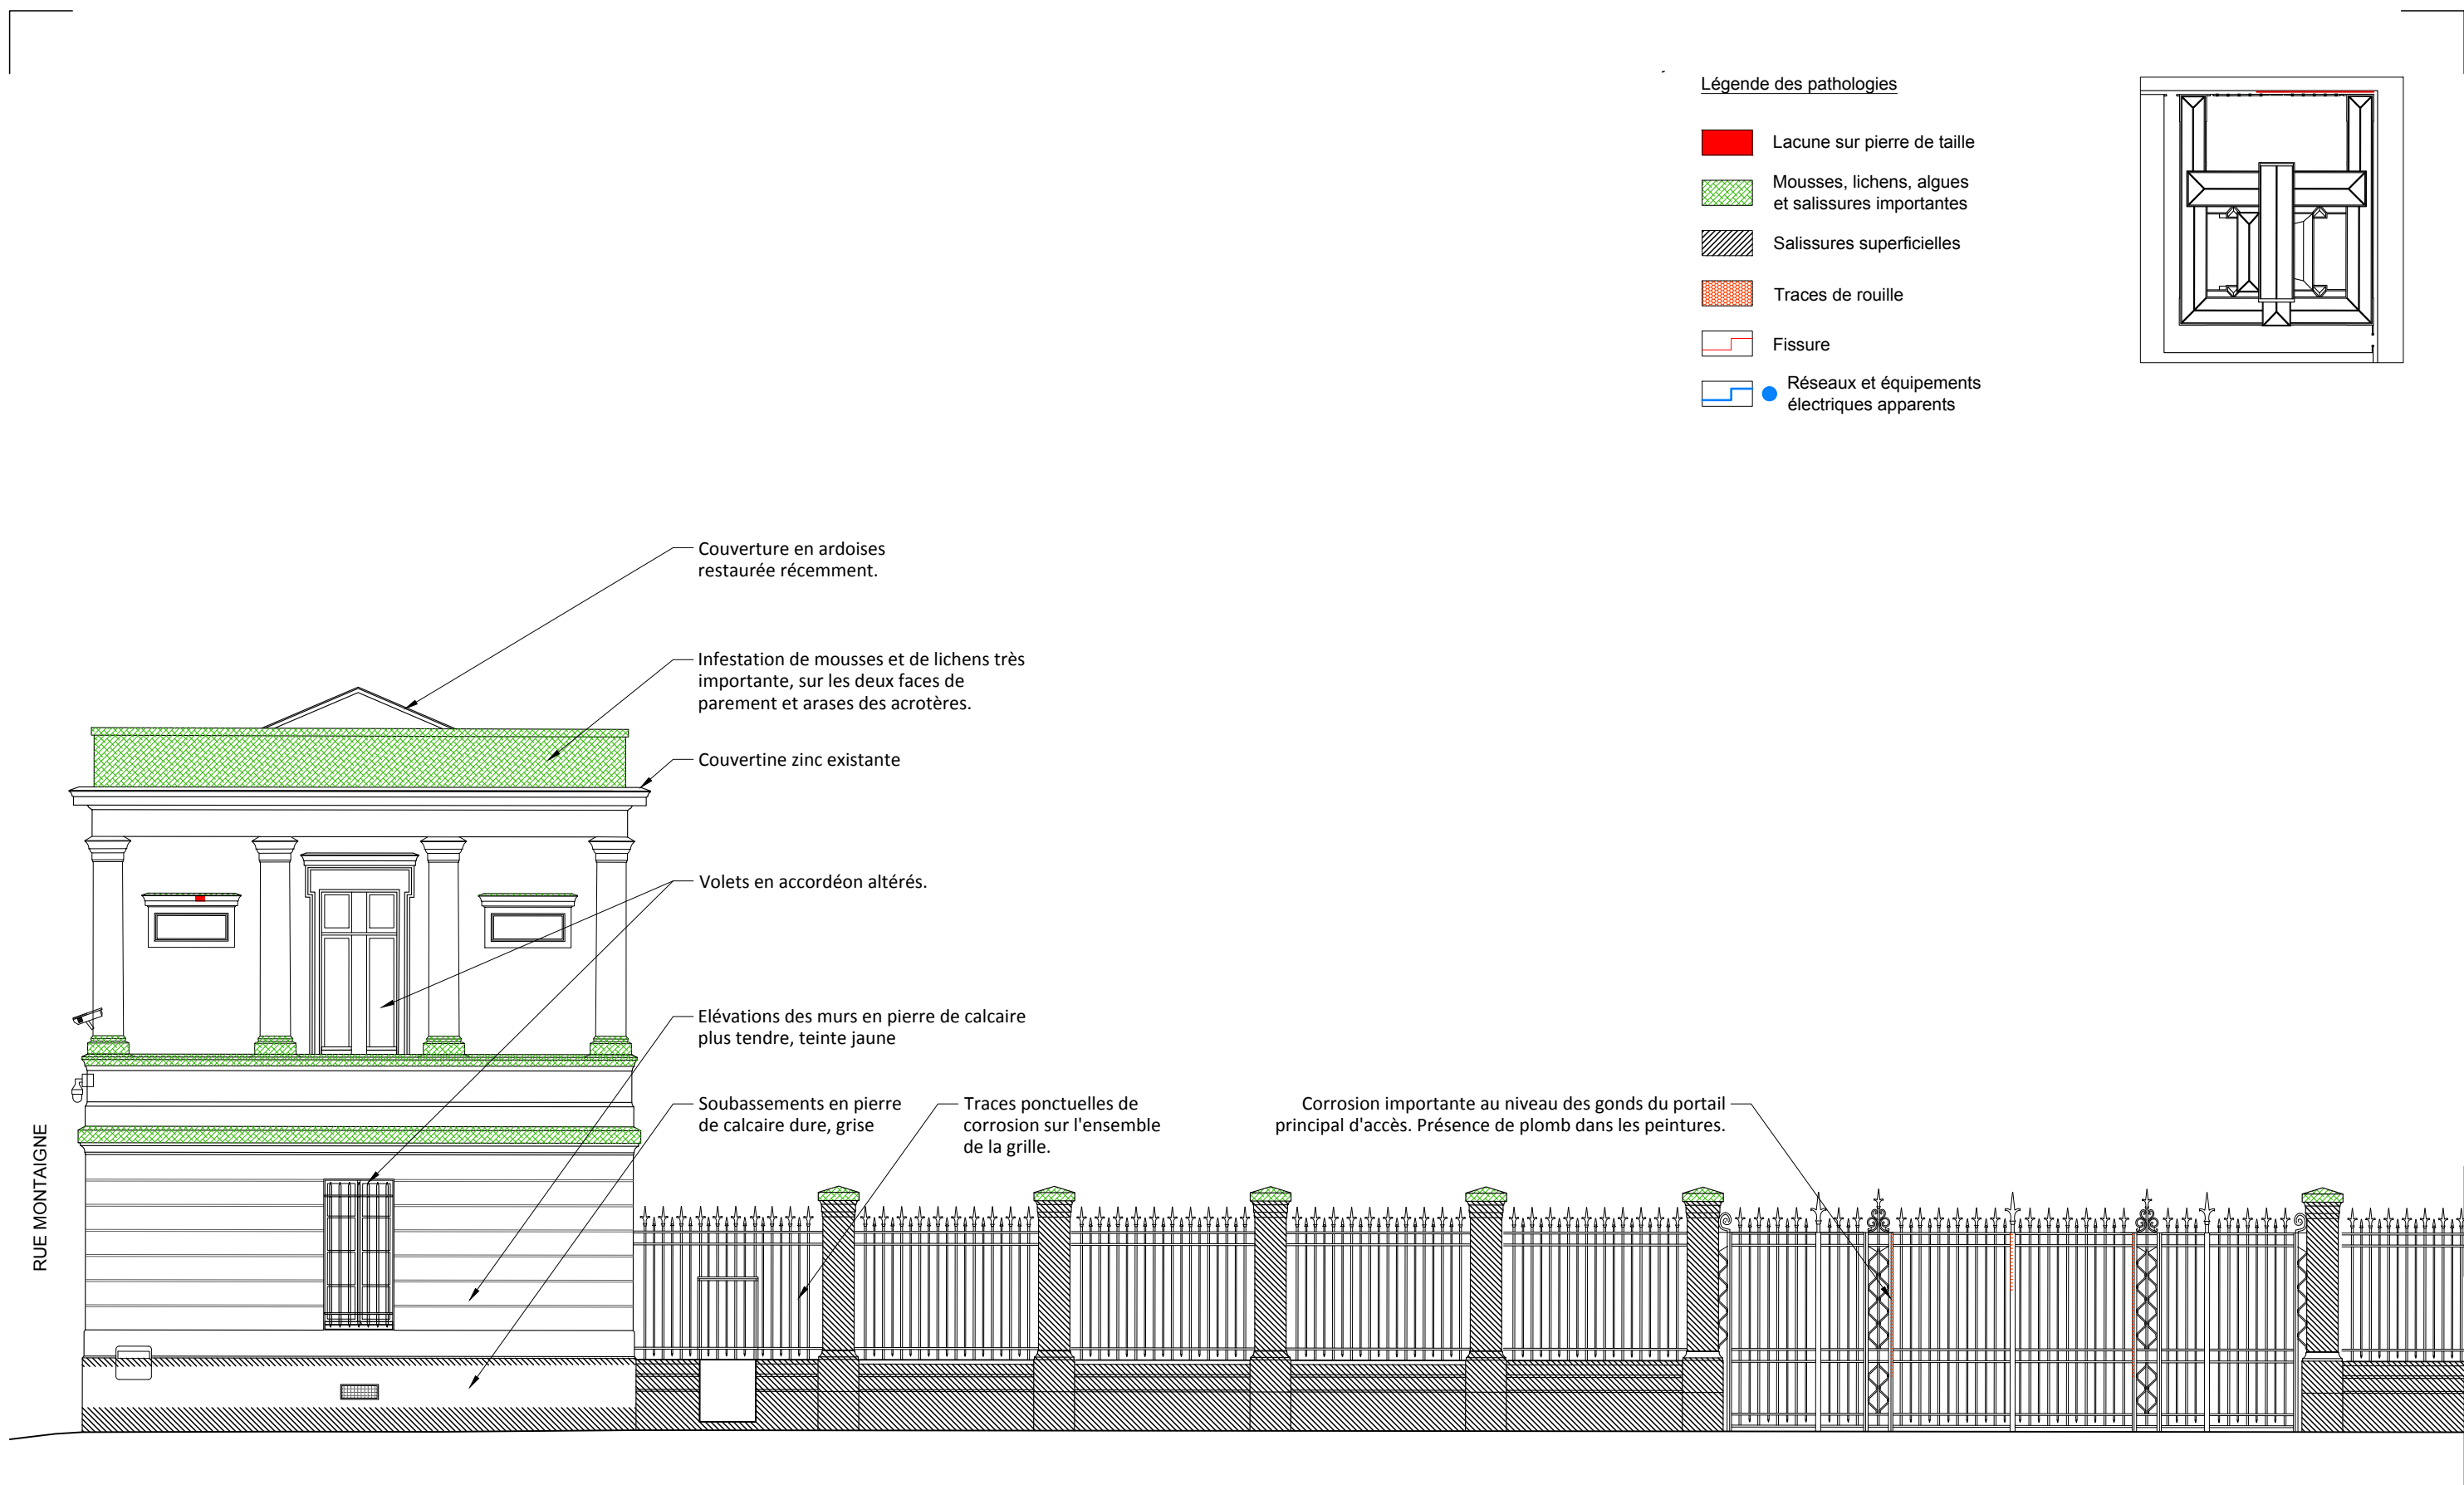 Légende des pathologies
Lacune sur pierre de taille
Mousses, lichens, algues
et salissures importantes
Salissures superficielles
Traces de rouille
Fissure
Réseaux et équipements
électriques apparents
Couverture en ardoises
restaurée récemment.
Infestation de mousses et de lichens très
importante, sur les deux faces de
parement et arases des acrotères.
Couvertine zinc existante
Volets en accordéon altérés.
Elévations des murs en pierre de calcaire
plus tendre, teinte jaune
Soubassements en pierre
de calcaire dure, grise
Traces ponctuelles de
corrosion sur l'ensemble
de la grille.
Corrosion importante au niveau des gonds du portail
principal d'accès. Présence de plomb dans les peintures.
RUE MONTAIGNE